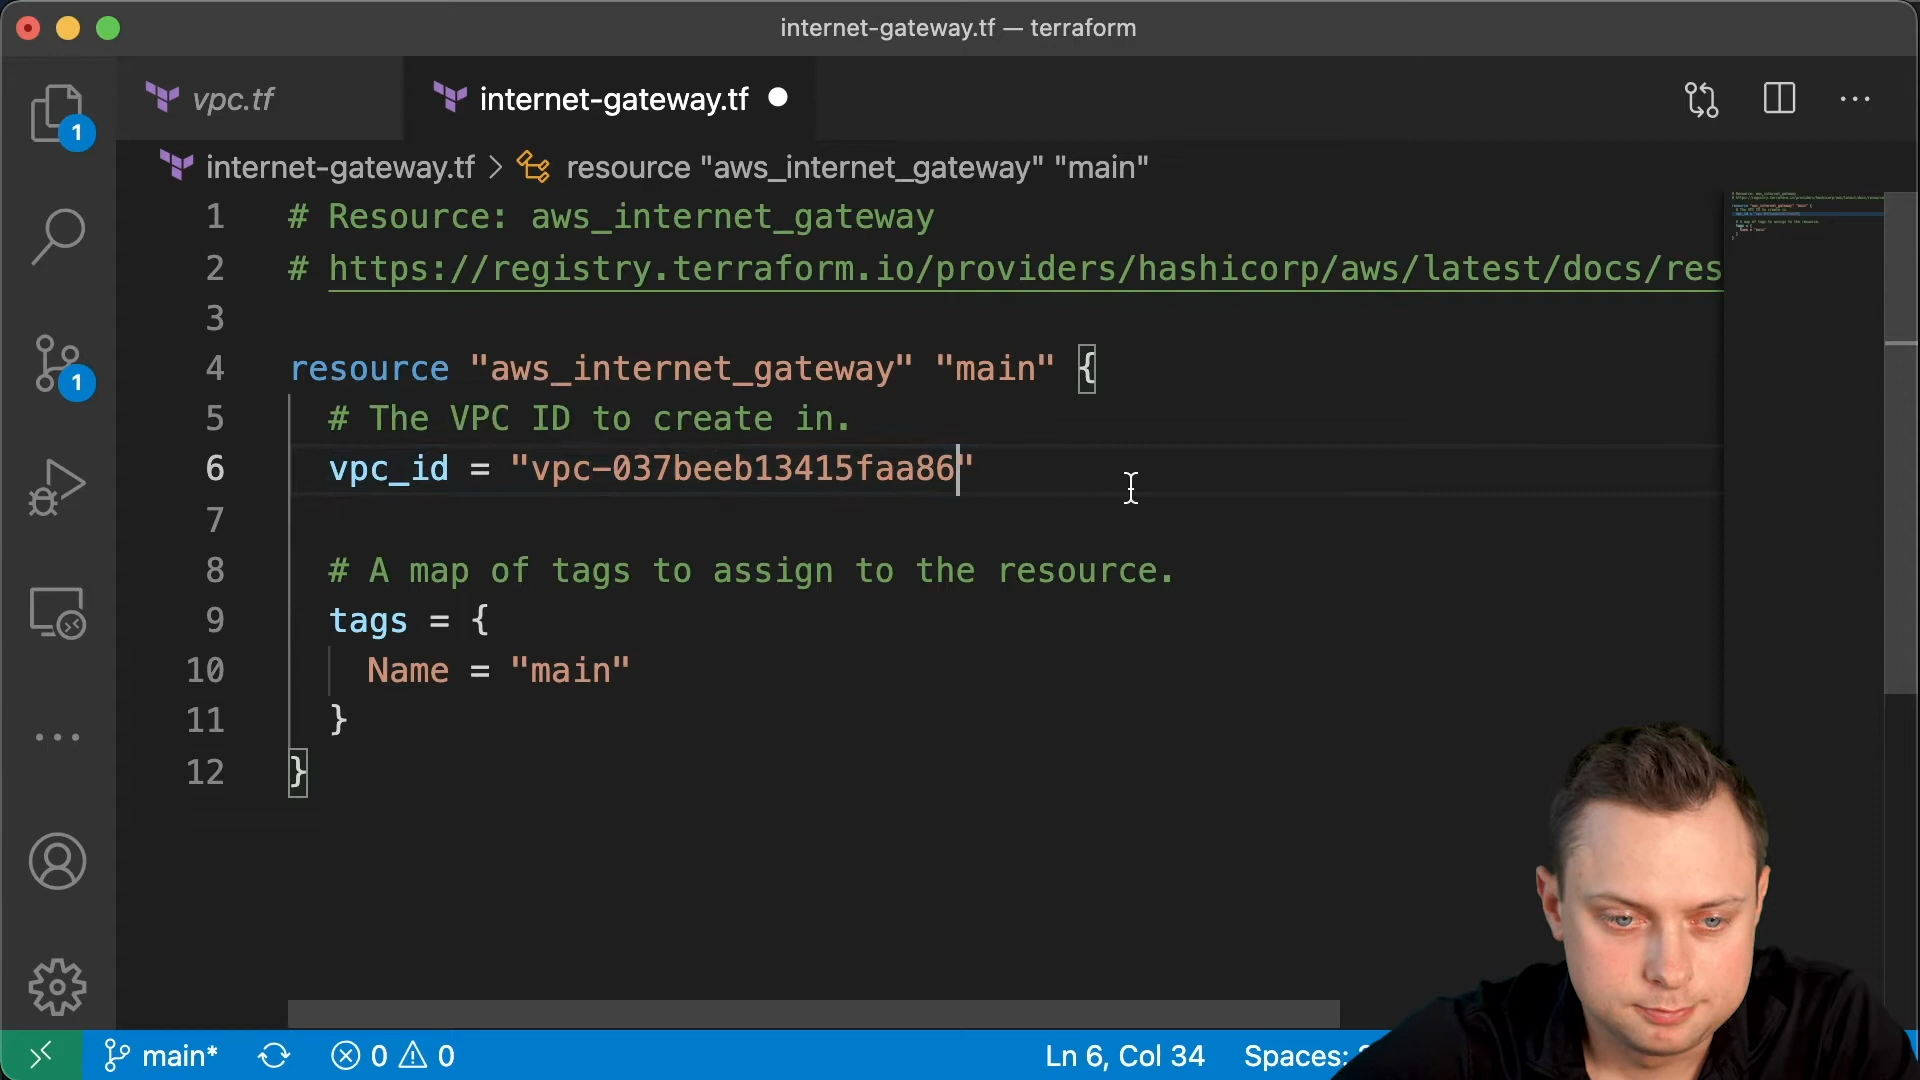 internet-gateway.tf — terraform
vpc.tf
internet-gateway.tf
internet-gateway.tf > resource "aws_internet_gateway" "main"
1 # Resource: aws_internet_gateway
2 # https://registry.terraform.io/providers/hashicorp/aws/latest/docs/res
3
4 resource "aws_internet_gateway" "main" {
5 # The VPC ID to create in.
6 vpc_id = "vpc-037beeb13415faa86"
7
8 # A map of tags to assign to the resource.
9 tags = {
10 Name = "main"
11 }
12 }
1
1
main* 0 0 Ln 6, Col 34 Spaces: